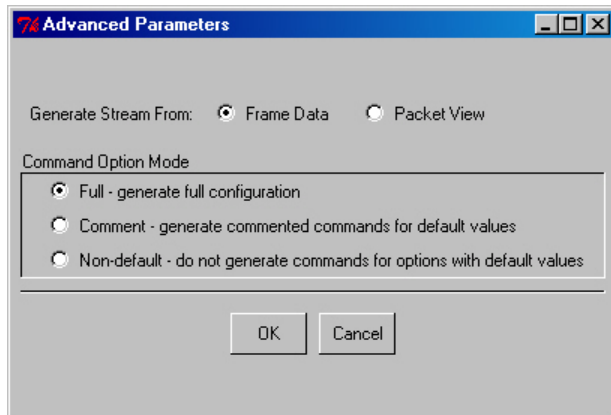 Advanced Parameters
Generate Stream From: Frame Data Packet View
Command Option Mode
Full - generate full configuration
Comment - generate commented commands for default values
Non-default - do not generate commands for options with default values
OK Cancel